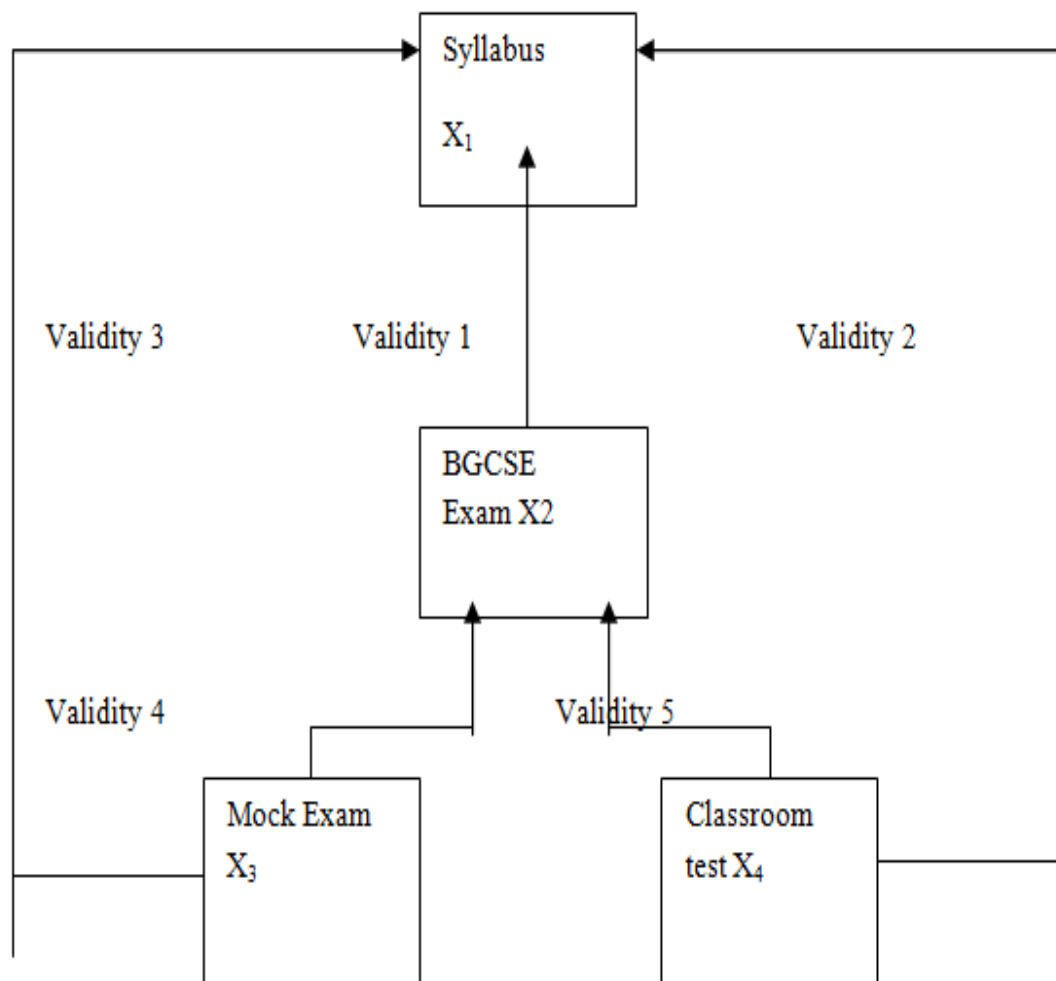 Syllabus
X₁
Validity 3
Validity 1
Validity 2
BGCSE
Exam X2
Validity 4
Validity 5
Mock Exam
X₃
Classroom
test X₄